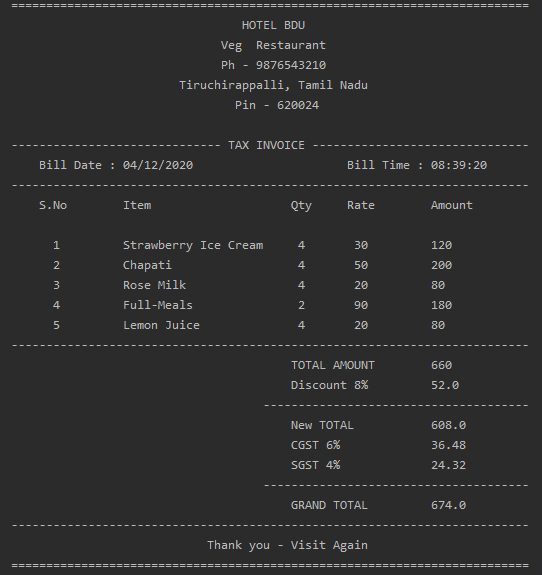 ================================================================
HOTEL BDU
Veg  Restaurant
Ph - 9876543210
Tiruchirappalli, Tamil Nadu
Pin - 620024
------------------------------ TAX INVOICE -------------------------------
Bill Date : 04/12/2020 Bill Time : 08:39:20
--------------------------------------------------------------------------
S.No Item Qty Rate Amount
1 Strawberry Ice Cream 4 30 120
2 Chapati 4 50 200
3 Rose Milk 4 20 80
4 Full-Meals 2 90 180
5 Lemon Juice 4 20 80
--------------------------------------------------------------------------
TOTAL AMOUNT 660
Discount 8% 52.0
--------------------------------------
New TOTAL 608.0
CGST 6% 36.48
SGST 4% 24.32
--------------------------------------
GRAND TOTAL 674.0
--------------------------------------------------------------------------
Thank you - Visit Again
================================================================